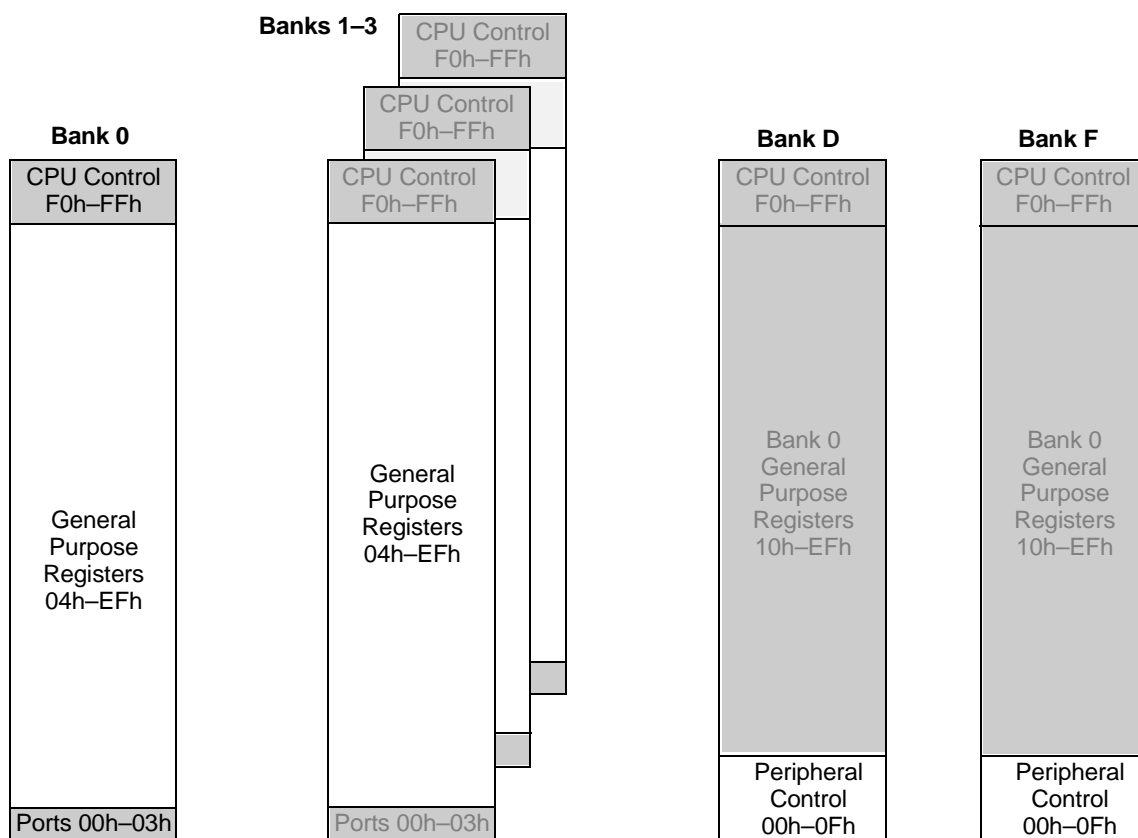 Banks 1–3
CPU Control
F0h–FFh
CPU Control
F0h–FFh
Bank 0
CPU Control
F0h–FFh
General
Purpose
Registers
04h–EFh
Ports 00h–03h
CPU Control
F0h–FFh
General
Purpose
Registers
04h–EFh
Ports 00h–03h
Bank D
CPU Control
F0h–FFh
Bank 0
General
Purpose
Registers
10h–EFh
Peripheral
Control
00h–0Fh
Bank F
CPU Control
F0h–FFh
Bank 0
General
Purpose
Registers
10h–EFh
Peripheral
Control
00h–0Fh